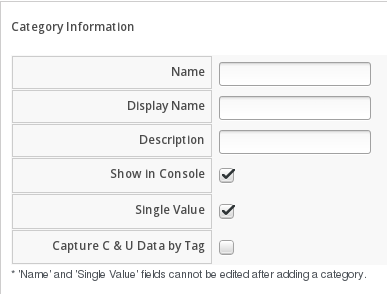 Category Information
Name
Display Name
Description
Show in Console
Single Value
Capture C & U Data by Tag
* 'Name' and 'Single Value' fields cannot be edited after adding a category.